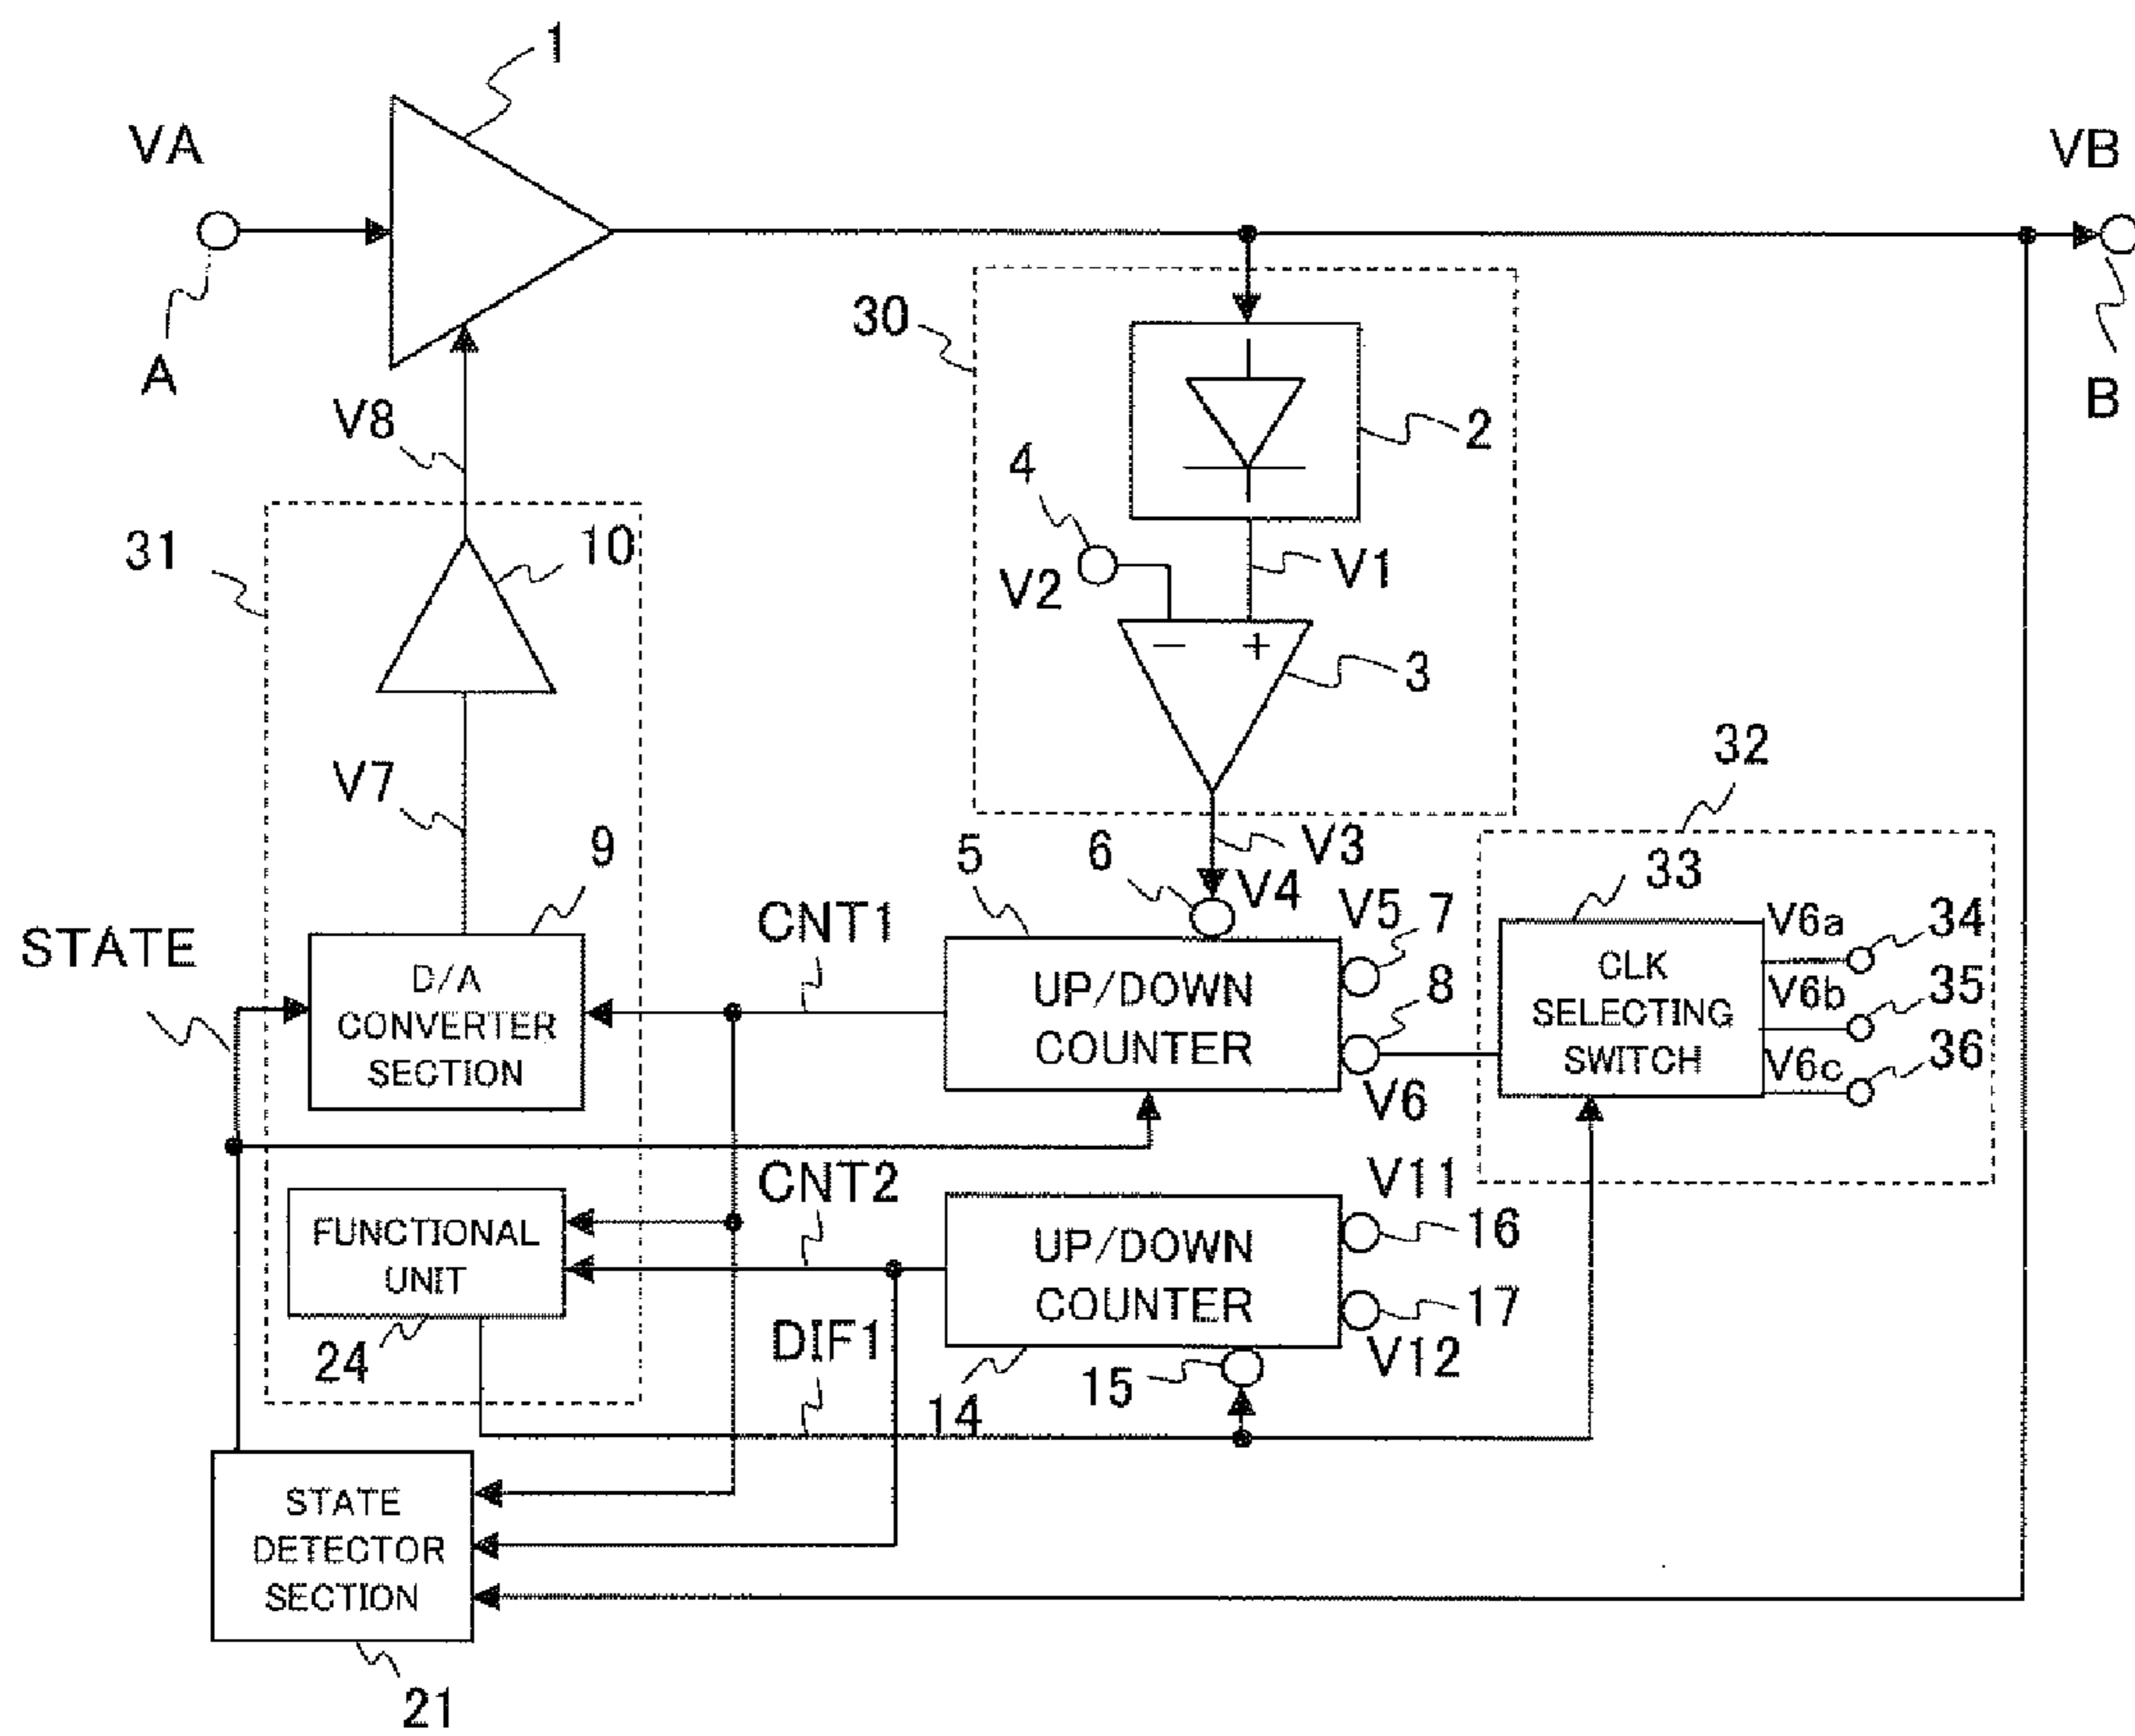 1
VA
VB
A
B
V8
30
2
4
31
10
V2
V1
−
+
3
V7
32
9
5
6
V3
33
V4
V5
7
V6a
34
STATE
CNT1
D/A
CONVERTER
SECTION
UP/DOWN
COUNTER
8
CLK
SELECTING
SWITCH
V6b
35
V6c
36
V6
CNT2
V11
FUNCTIONAL
UNIT
UP/DOWN
COUNTER
16
17
24
DIF1
V12
14
15
STATE
DETECTOR
SECTION
21